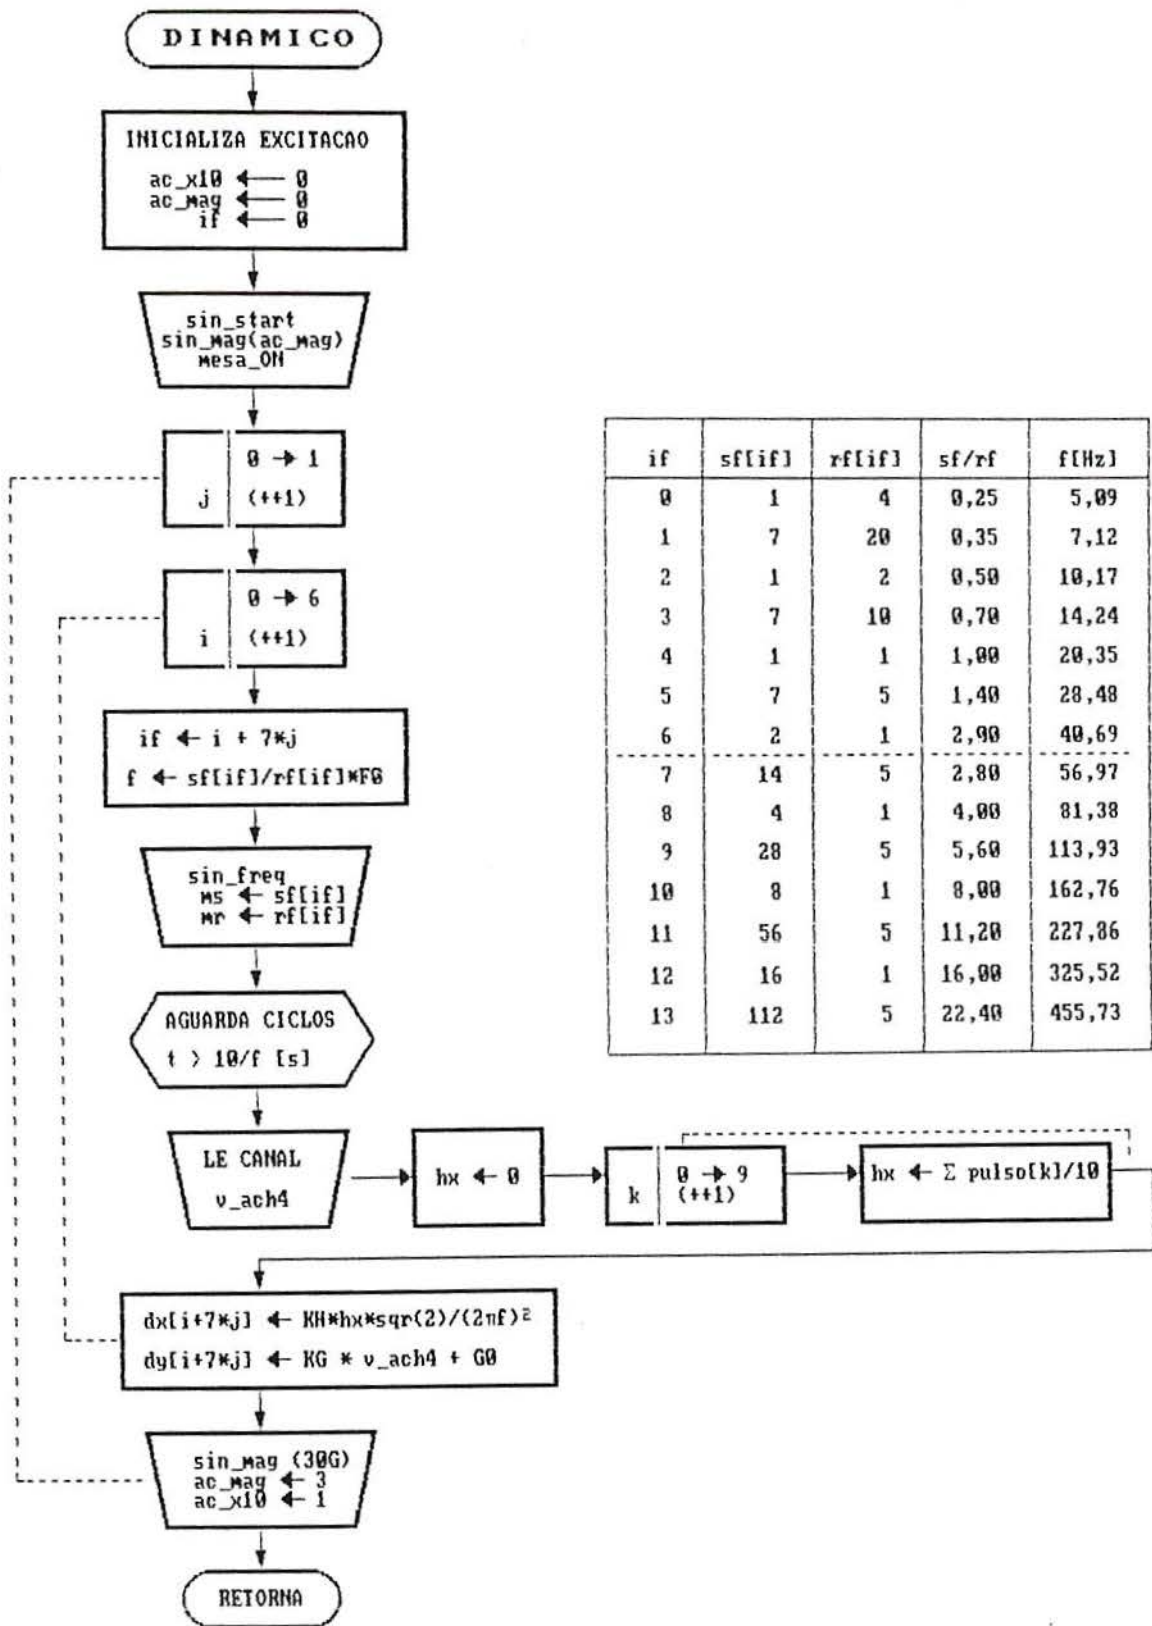 DINAMICO
INICIALIZA EXCITACAO
ac_x10 ← 0
ac_mag ← 0
if ← 0
sin_start
sin_mag(ac_mag)
mesa_ON
0 → 1
j (++1)
0 → 6
i (++1)
if ← i + 7*j
f ← sf[if]/rf[if]*F0
sin_freq
ms ← sf[if]
mr ← rf[if]
AGUARDA CICLOS
t > 10/f [s]
LE CANAL
v_ach4
hx ← 0
0 → 9
k (++1)
hx ← Σ pulso[k]/10
dx[i+7*j] ← KH*hx*sqr(2)/(2πf)²
dy[i+7*j] ← KG * v_ach4 + G0
sin_mag (30G)
ac_mag ← 3
ac_x10 ← 1
RETORNA
if sf[if] rf[if] sf/rf f[Hz]
0 1 4 0,25 5,09
1 7 20 0,35 7,12
2 1 2 0,50 10,17
3 7 10 0,70 14,24
4 1 1 1,00 20,35
5 7 5 1,40 28,48
6 2 1 2,00 40,69
7 14 5 2,80 56,97
8 4 1 4,00 81,38
9 28 5 5,60 113,93
10 8 1 8,00 162,76
11 56 5 11,20 227,86
12 16 1 16,00 325,52
13 112 5 22,40 455,73